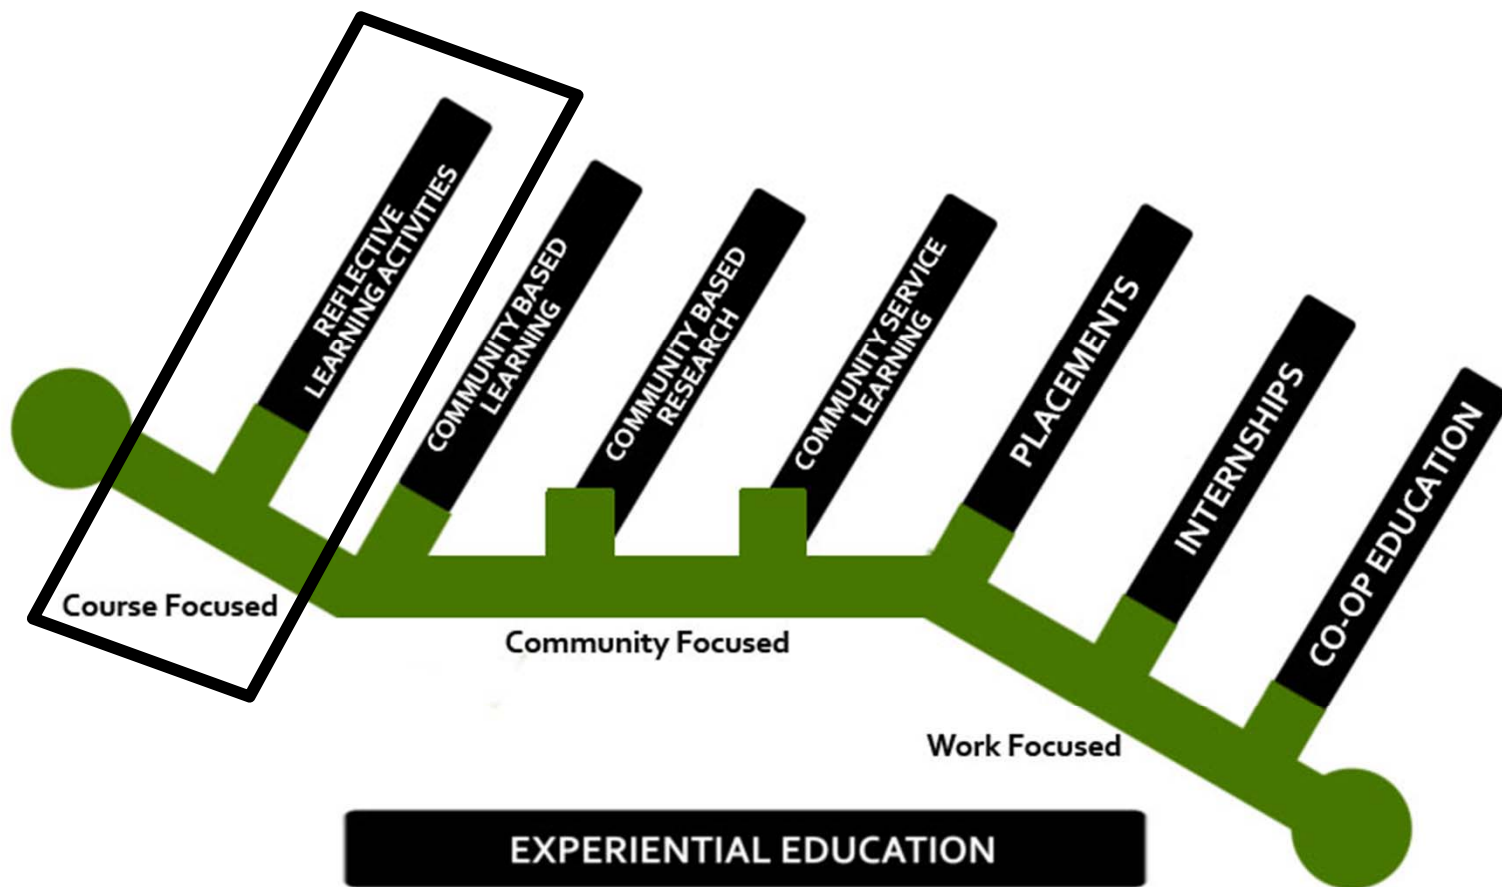 REFLECTIVE
LEARNING ACTIVITIES
COMMUNITY BASED
LEARNING
COMMUNITY BASED
RESEARCH
COMMUNITY SERVICE
LEARNING
PLACEMENTS
INTERNSHIPS
CO-OP EDUCATION
Course Focused
Community Focused
Work Focused
EXPERIENTIAL EDUCATION